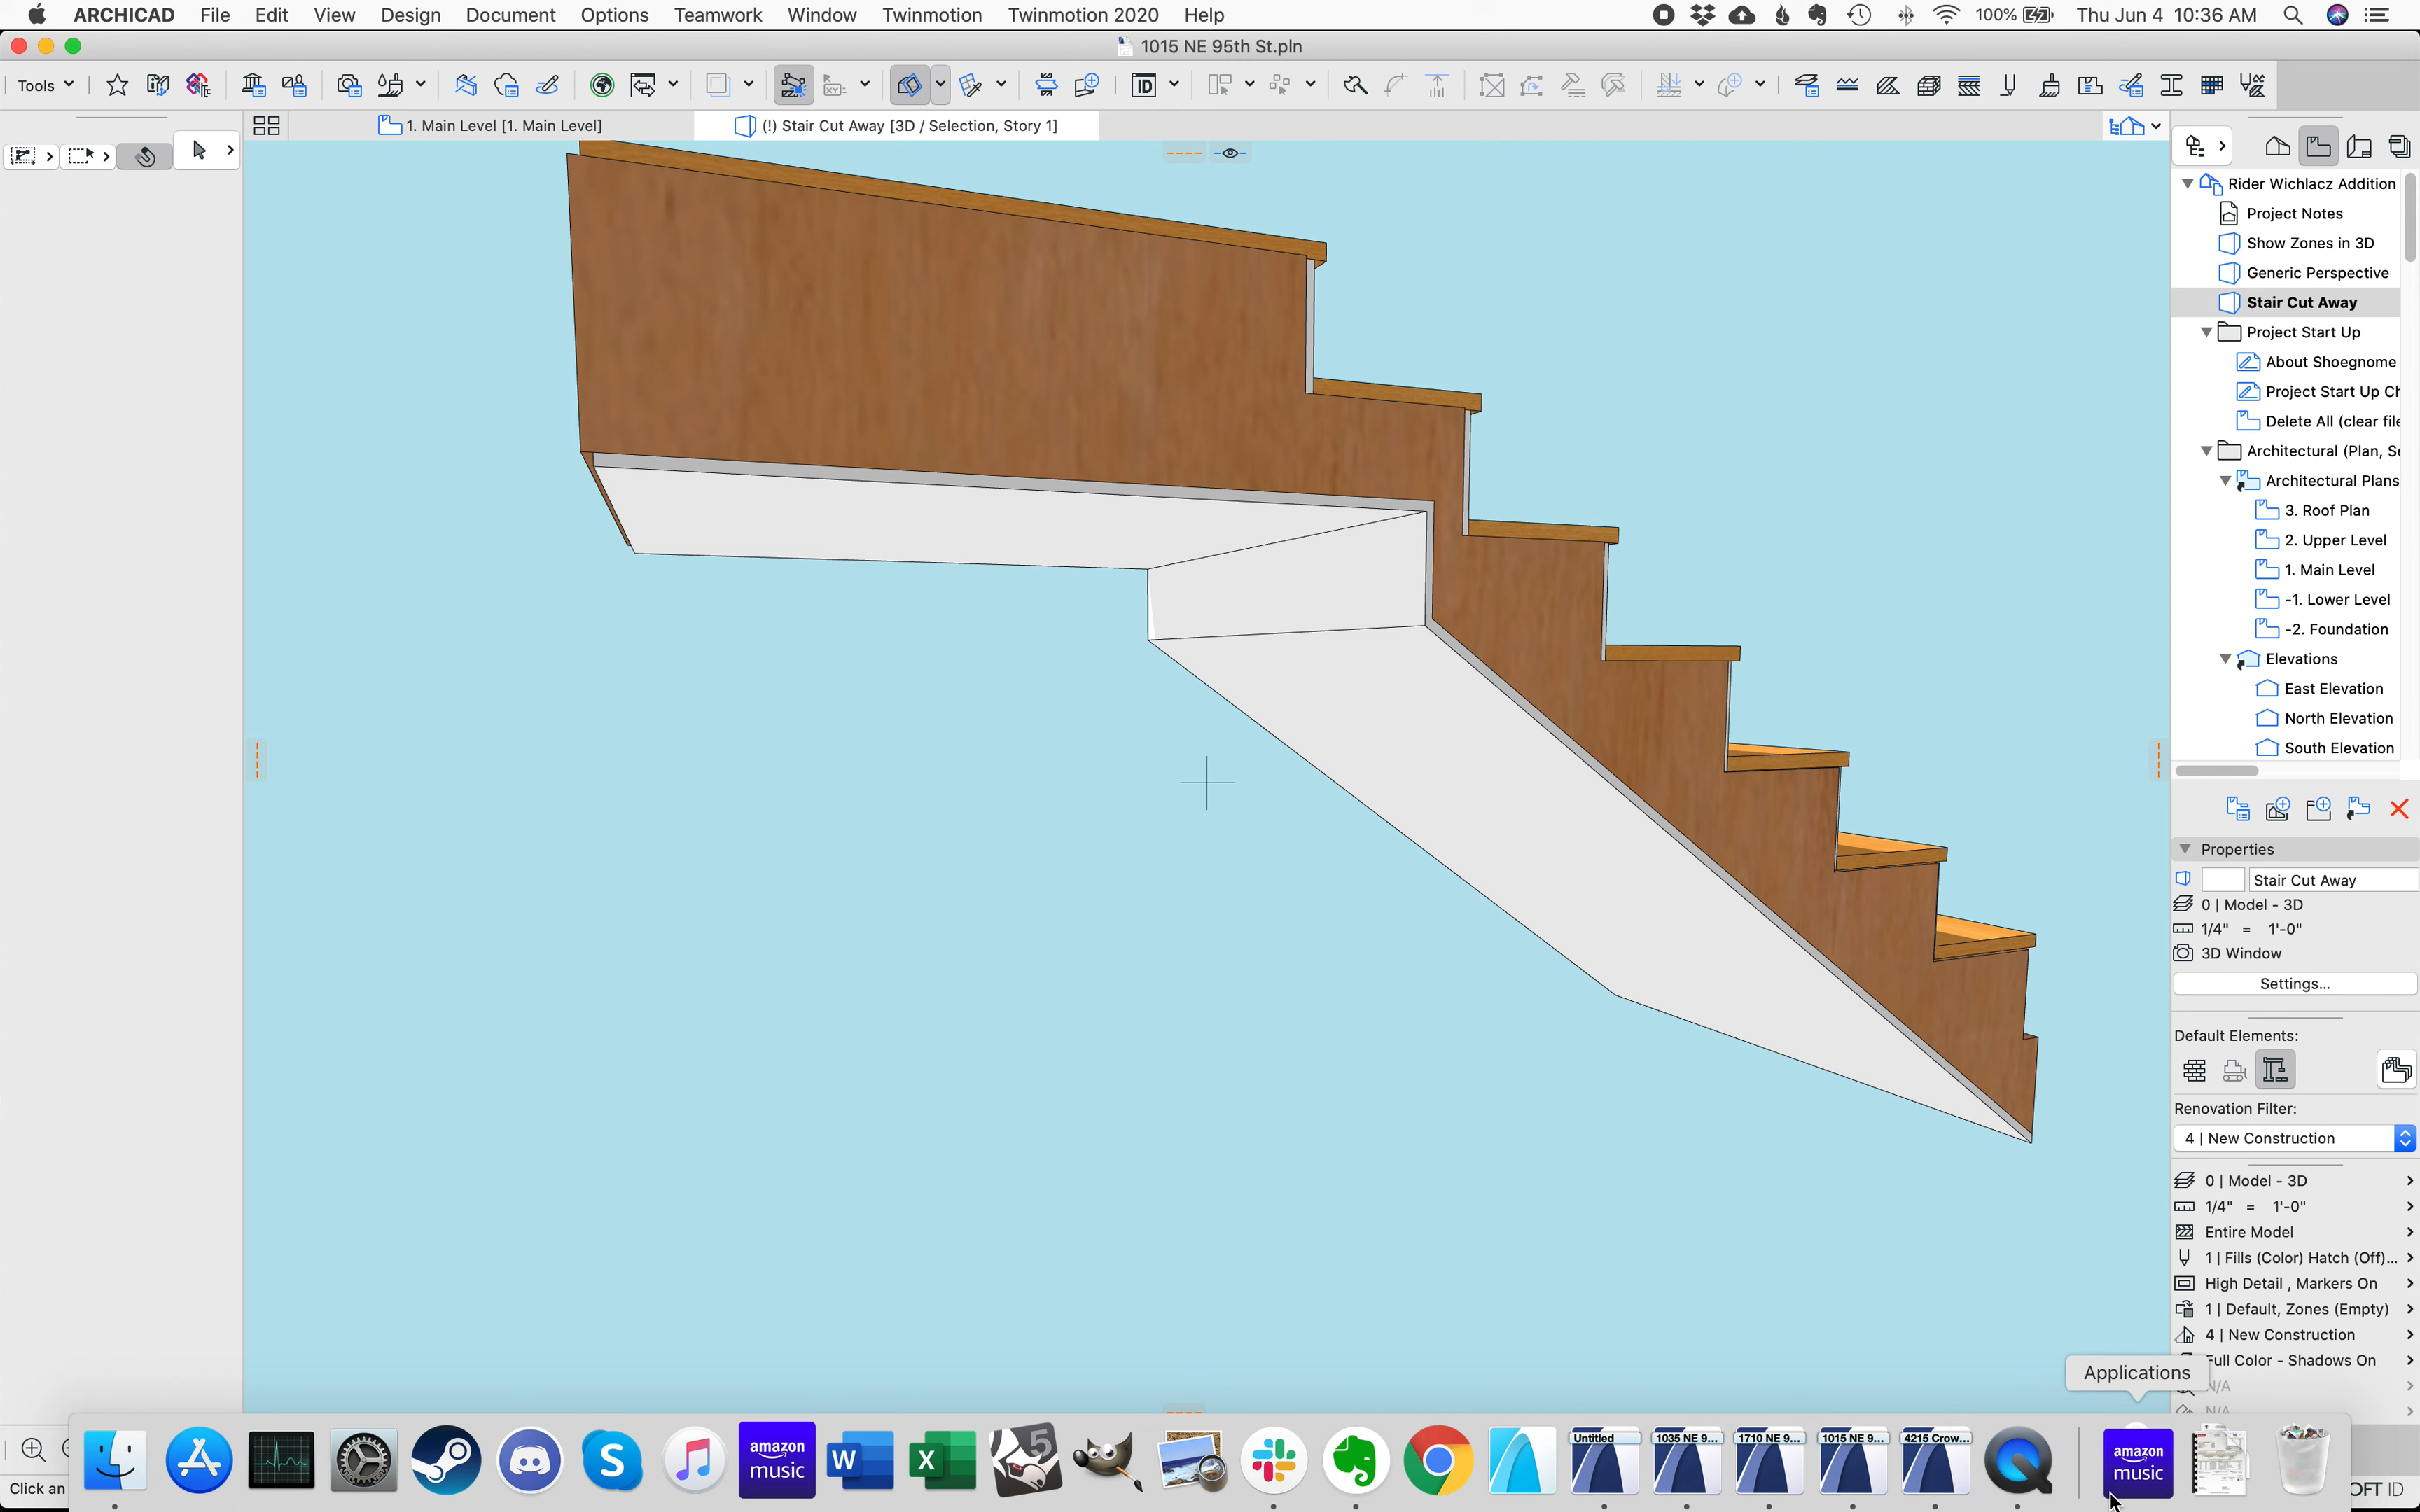 ARCHICAD File Edit View Design Document Options Teamwork Window Twinmotion Twinmotion 2020 Help 100% Thu Jun 4 10:36 AM
1015 NE 95th St.pln
Tools
XY:
ID
1. Main Level [1. Main Level]
(!) Stair Cut Away [3D / Selection, Story 1]
Rider Wichlacz Addition
Project Notes
Show Zones in 3D
Generic Perspective
Stair Cut Away
Project Start Up
About Shoegnome
Project Start Up Ch
Delete All (clear file
Architectural (Plan, Se
Architectural Plans
3. Roof Plan
2. Upper Level
1. Main Level
-1. Lower Level
-2. Foundation
Elevations
East Elevation
North Elevation
South Elevation
Properties
Stair Cut Away
0 | Model - 3D
1/4" = 1'-0"
3D Window
Settings...
Default Elements:
Renovation Filter:
4 | New Construction
0 | Model - 3D
1/4" = 1'-0"
Entire Model
1 | Fills (Color) Hatch (Off)...
High Detail , Markers On
1 | Default, Zones (Empty)
4 | New Construction
Full Color - Shadows On
N/A
N/A
Applications
amazon music
W
X
5
Untitled
1035 NE 9...
1710 NE 9...
1015 NE 9...
4215 Crow...
amazon music
Click an
OFT ID